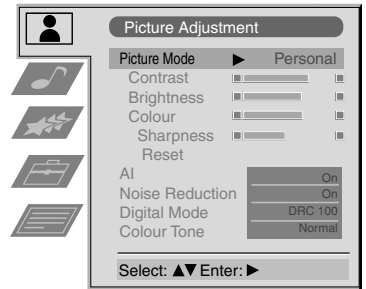 Picture Adjustment
Picture Mode ▶ Personal
Contrast
Brightness
Colour
Sharpness
Reset
AI On
Noise Reduction On
Digital Mode DRC 100
Colour Tone Normal
Select: ▲▼ Enter: ▶